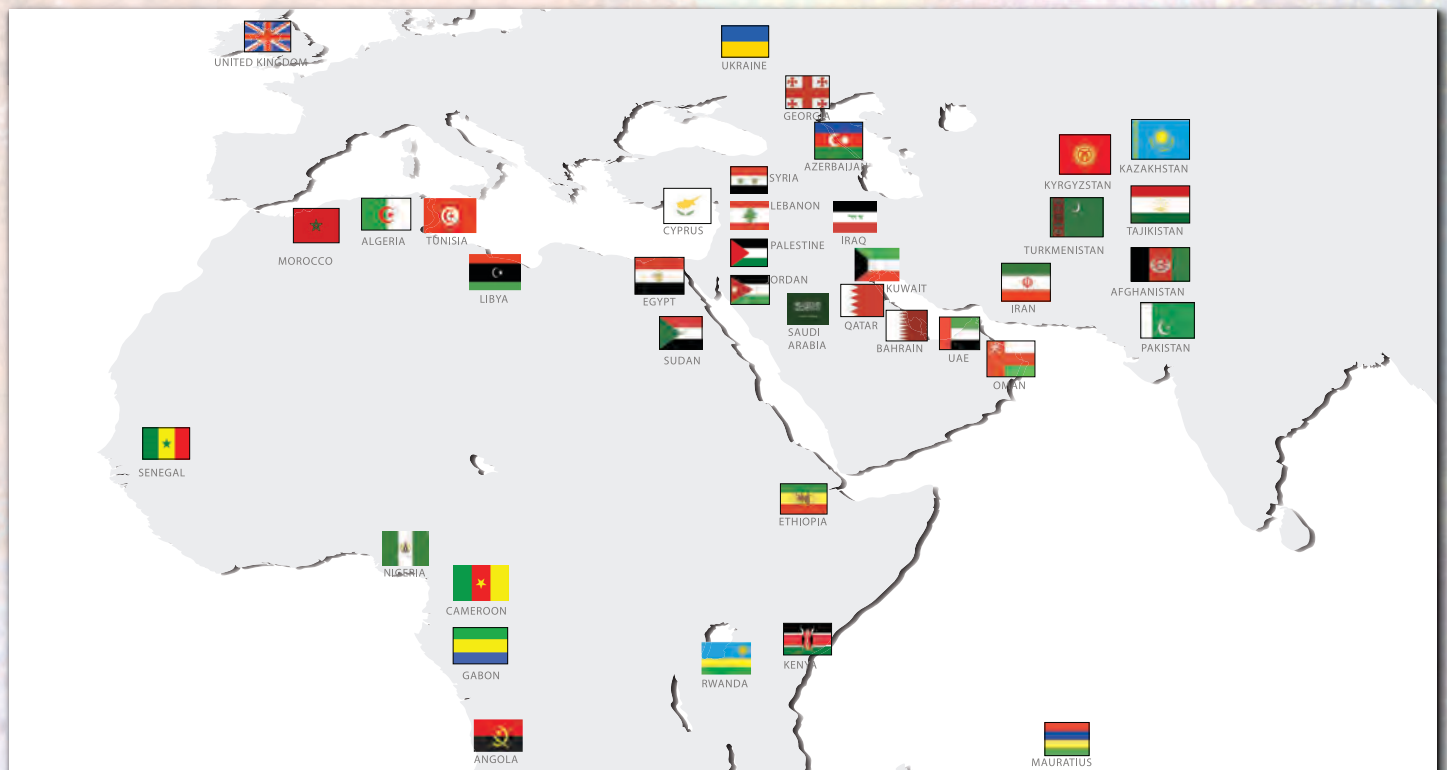 UNITED KINGDOM
UKRAINE
GEORGIA
AZERBAIJAN
KAZAKHSTAN
KYRGYZSTAN
SYRIA
LEBANON
CYPRUS
TAJIKISTAN
ALGERIA
TUNISIA
IRAQ
PALESTINE
TURKMENISTAN
MOROCCO
JORDAN
KUWAIT
AFGHANISTAN
LIBYA
EGYPT
IRAN
SAUDI
ARABIA
QATAR
BAHRAIN
UAE
PAKISTAN
SUDAN
OMAN
SENEGAL
ETHIOPIA
NIGERIA
CAMEROON
GABON
KENYA
RWANDA
ANGOLA
MAURATIUS